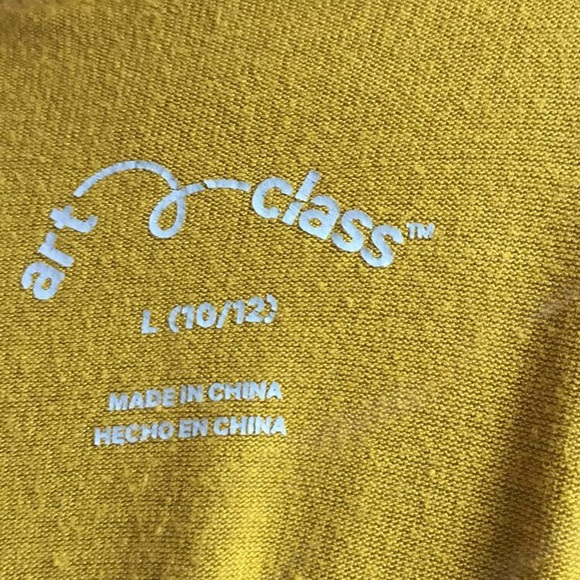 art class™
L (10/12)
MADE IN CHINA
HECHO EN CHINA